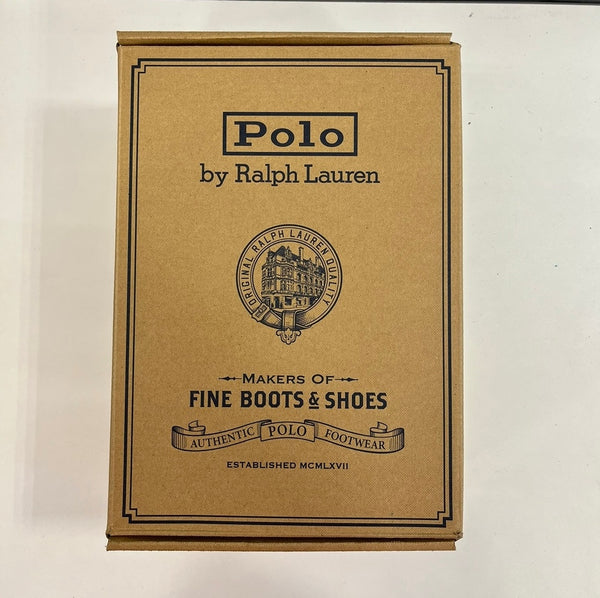 Polo
by Ralph Lauren
ORIGINAL RALPH LAUREN QUALITY
MAKERS OF
FINE BOOTS & SHOES
AUTHENTIC POLO FOOTWEAR
ESTABLISHED MCMLXVII